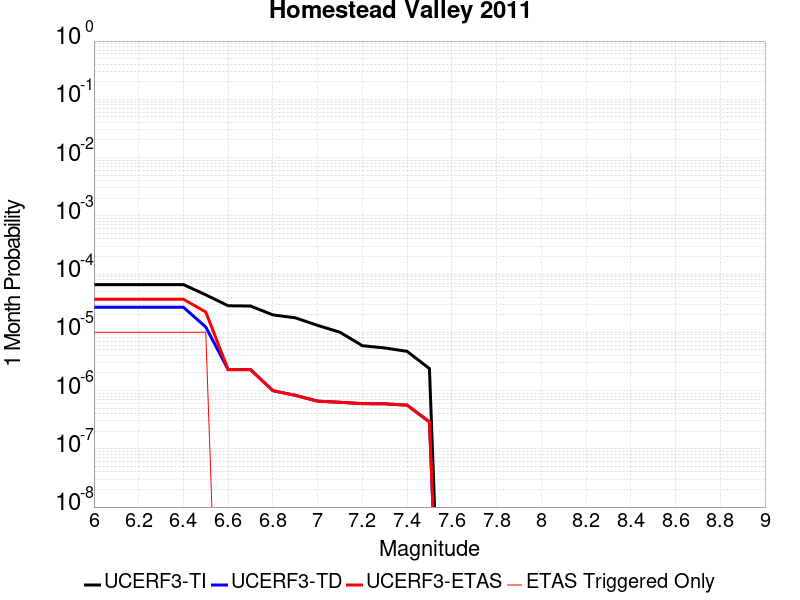 Homestead Valley 2011
1 Month Probability
10^0
10^-1
10^-2
10^-3
10^-4
10^-5
10^-6
10^-7
10^-8
6 6.2 6.4 6.6 6.8 7 7.2 7.4 7.6 7.8 8 8.2 8.4 8.6 8.8 9
Magnitude
UCERF3-TI UCERF3-TD UCERF3-ETAS ETAS Triggered Only